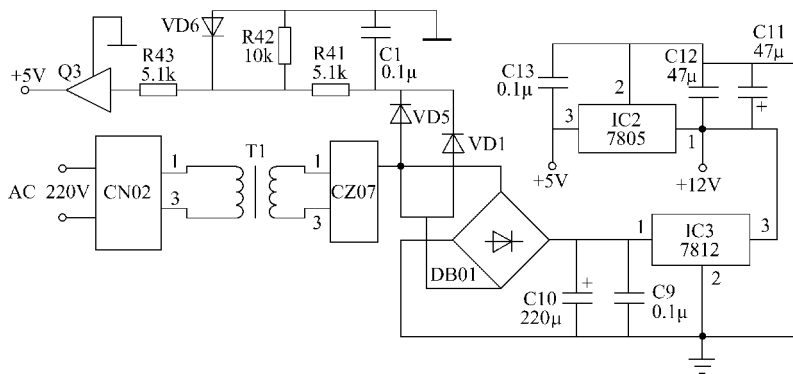 VD6
R42
10k
C1
0.1μ
R43
5.1k
R41
5.1k
Q3
+5V
VD5
VD1
C13
0.1μ
C12
47μ
C11
47μ
+
3
2
IC2
7805
1
+5V
+12V
AC 220V
CN02
1
3
T1
1
3
CZ07
DB01
1
IC3
7812
3
2
C10
220μ
+
C9
0.1μ